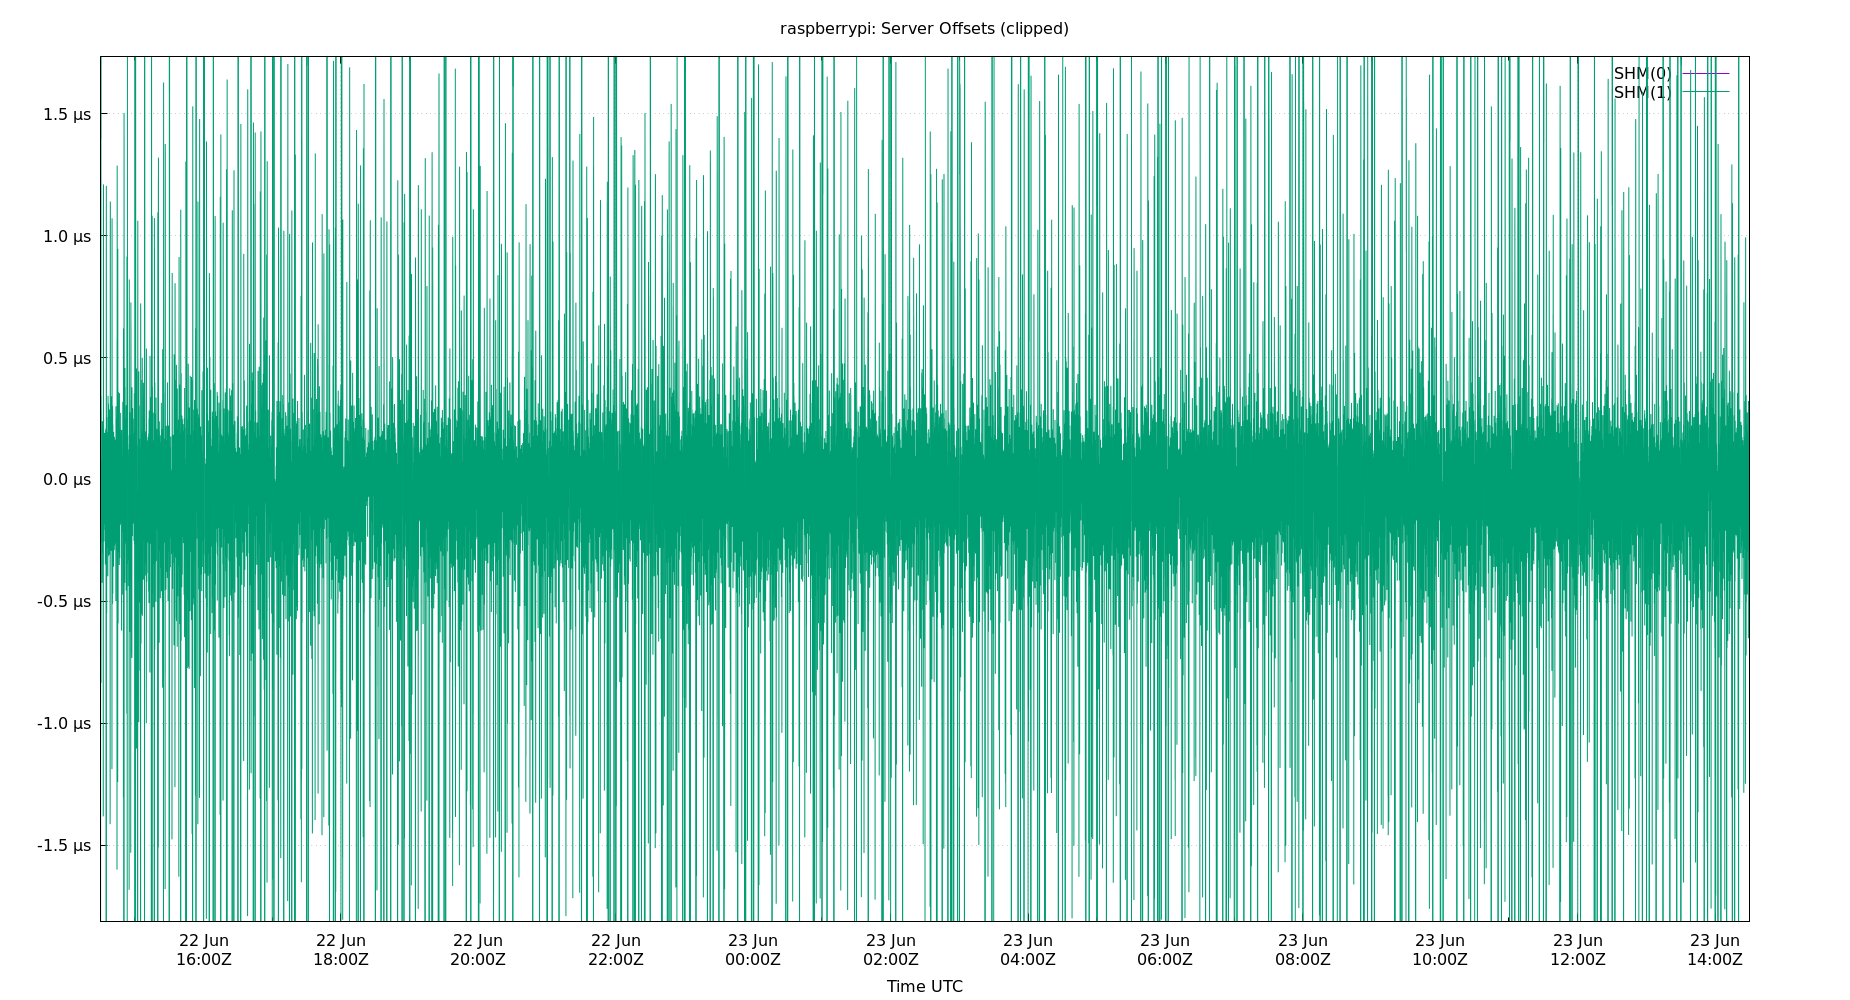 raspberrypi: Server Offsets (clipped)
SHM(0)
SHM(1)
1.5 µs
1.0 µs
0.5 µs
0.0 µs
-0.5 µs
-1.0 µs
-1.5 µs
22 Jun 22 Jun 22 Jun 22 Jun 23 Jun 23 Jun 23 Jun 23 Jun 23 Jun 23 Jun 23 Jun 23 Jun
16:00Z 18:00Z 20:00Z 22:00Z 00:00Z 02:00Z 04:00Z 06:00Z 08:00Z 10:00Z 12:00Z 14:00Z
Time UTC